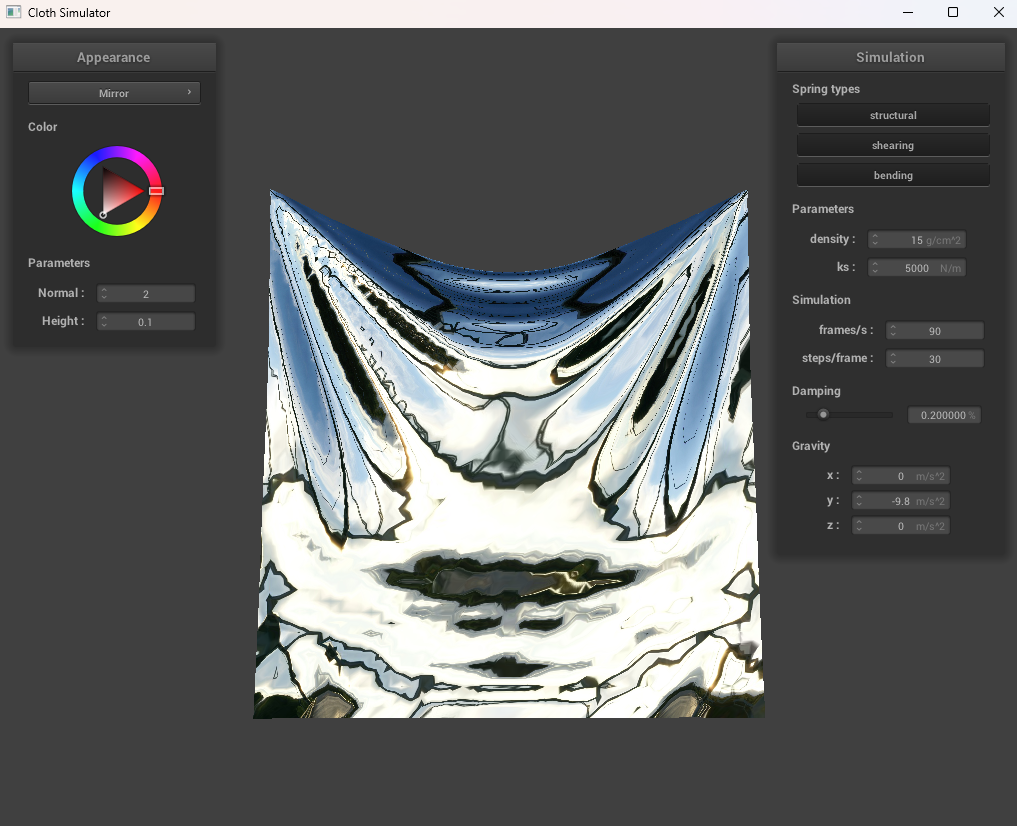 Cloth Simulator
Appearance
Mirror
Color
Parameters
Normal : 2
Height : 0.1
Simulation
Spring types
structural
shearing
bending
Parameters
density : 15 g/cm^2
ks : 5000 N/m
Simulation
frames/s : 90
steps/frame : 30
Damping
0.200000 %
Gravity
x : 0 m/s^2
y : -9.8 m/s^2
z : 0 m/s^2